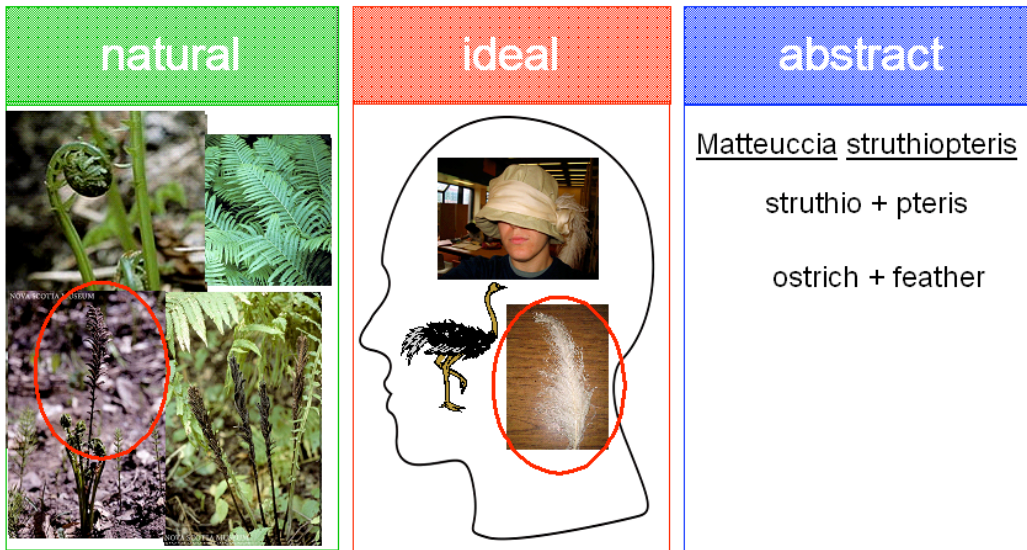 natural
ideal
abstract
Matteuccia struthiopteris
struthio + pteris
ostrich + feather
NOVA SCOTIA MUSEUM
NOVA SCOTIA MUSEUM